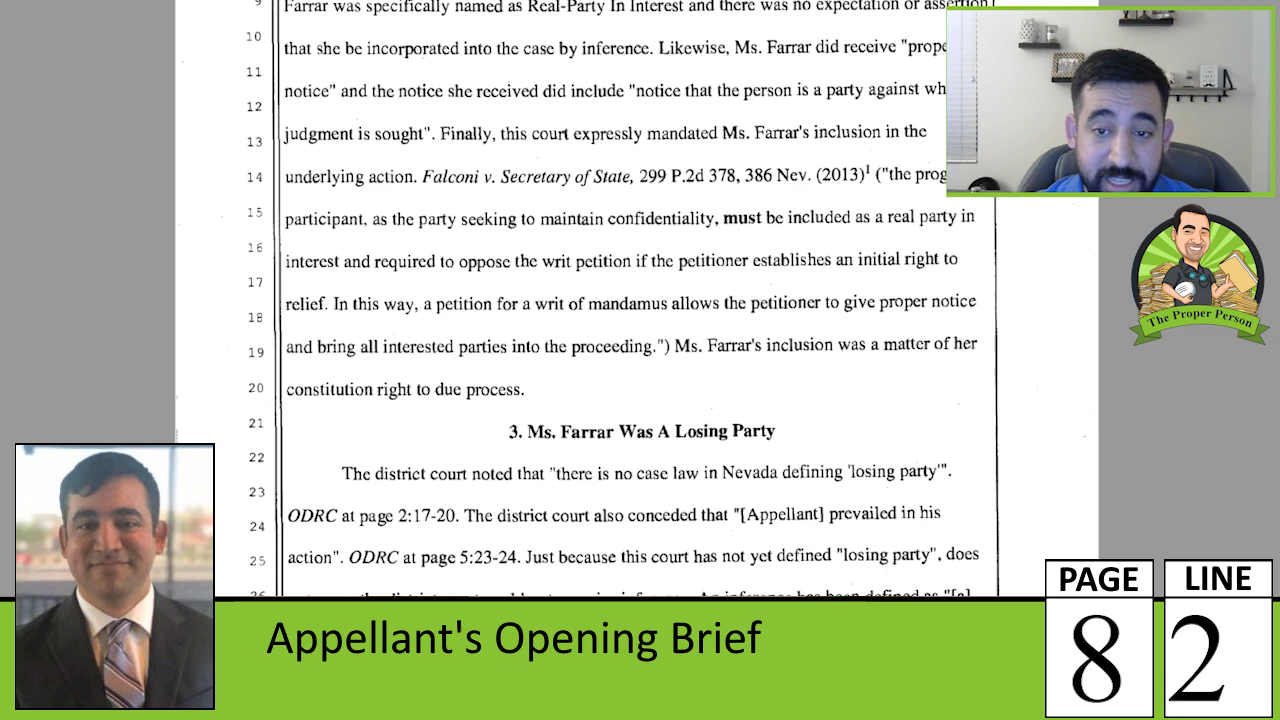 9
Farrar was specifically named as Real-Party In Interest and there was no expectation or assertion
10
that she be incorporated into the case by inference. Likewise, Ms. Farrar did receive "prope
11
notice" and the notice she received did include "notice that the person is a party against wh
12
judgment is sought". Finally, this court expressly mandated Ms. Farrar's inclusion in the
13
underlying action. Falconi v. Secretary of State, 299 P.2d 378, 386 Nev. (2013)1 ("the prog
14
participant, as the party seeking to maintain confidentiality, must be included as a real party in
15
interest and required to oppose the writ petition if the petitioner establishes an initial right to
16
relief. In this way, a petition for a writ of mandamus allows the petitioner to give proper notice
17
18
and bring all interested parties into the proceeding.") Ms. Farrar's inclusion was a matter of her
19
constitution right to due process.
20
21
3. Ms. Farrar Was A Losing Party
22
The district court noted that "there is no case law in Nevada defining 'losing party'".
23
ODRC at page 2:17-20. The district court also conceded that "[Appellant] prevailed in his
24
action". ODRC at page 5:23-24. Just because this court has not yet defined "losing party", does
25
The Proper Person
Appellant's Opening Brief
PAGE
8
LINE
2